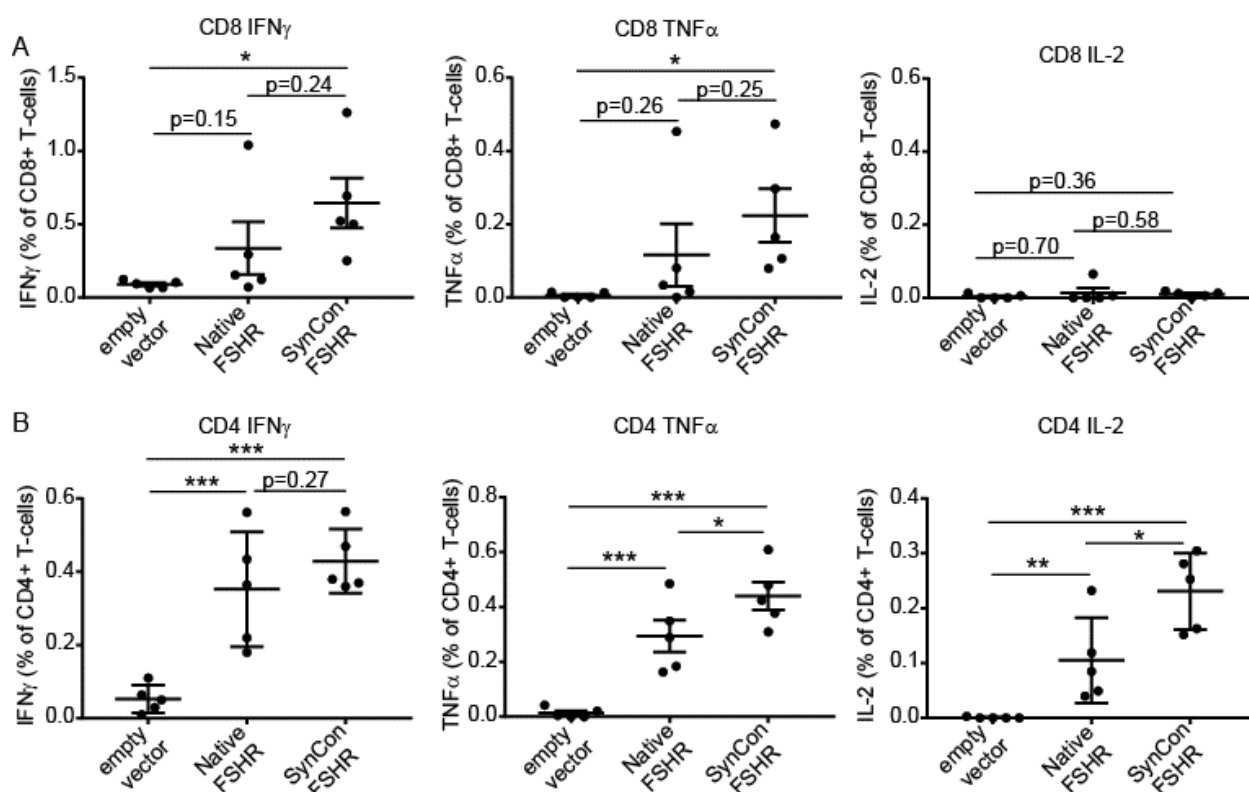 A
CD8 IFNγ
IFNγ (% of CD8+ T-cells)
1.5
1.0
0.5
0.0
*
p=0.24
p=0.15
empty vector
Native FSHR
SynCon FSHR
CD8 TNFα
TNFα (% of CD8+ T-cells)
0.6
0.4
0.2
0.0
*
p=0.25
p=0.26
empty vector
Native FSHR
SynCon FSHR
CD8 IL-2
IL-2 (% of CD8+ T-cells)
0.6
0.4
0.2
0.0
p=0.36
p=0.58
p=0.70
empty vector
Native FSHR
SynCon FSHR
B
CD4 IFNγ
IFNγ (% of CD4+ T-cells)
0.6
0.4
0.2
0.0
***
*** p=0.27
empty vector
Native FSHR
SynCon FSHR
CD4 TNFα
TNFα (% of CD4+ T-cells)
0.8
0.6
0.4
0.2
0.0
***
*
***
empty vector
Native FSHR
SynCon FSHR
CD4 IL-2
IL-2 (% of CD4+ T-cells)
0.4
0.3
0.2
0.1
0.0
***
*
**
empty vector
Native FSHR
SynCon FSHR